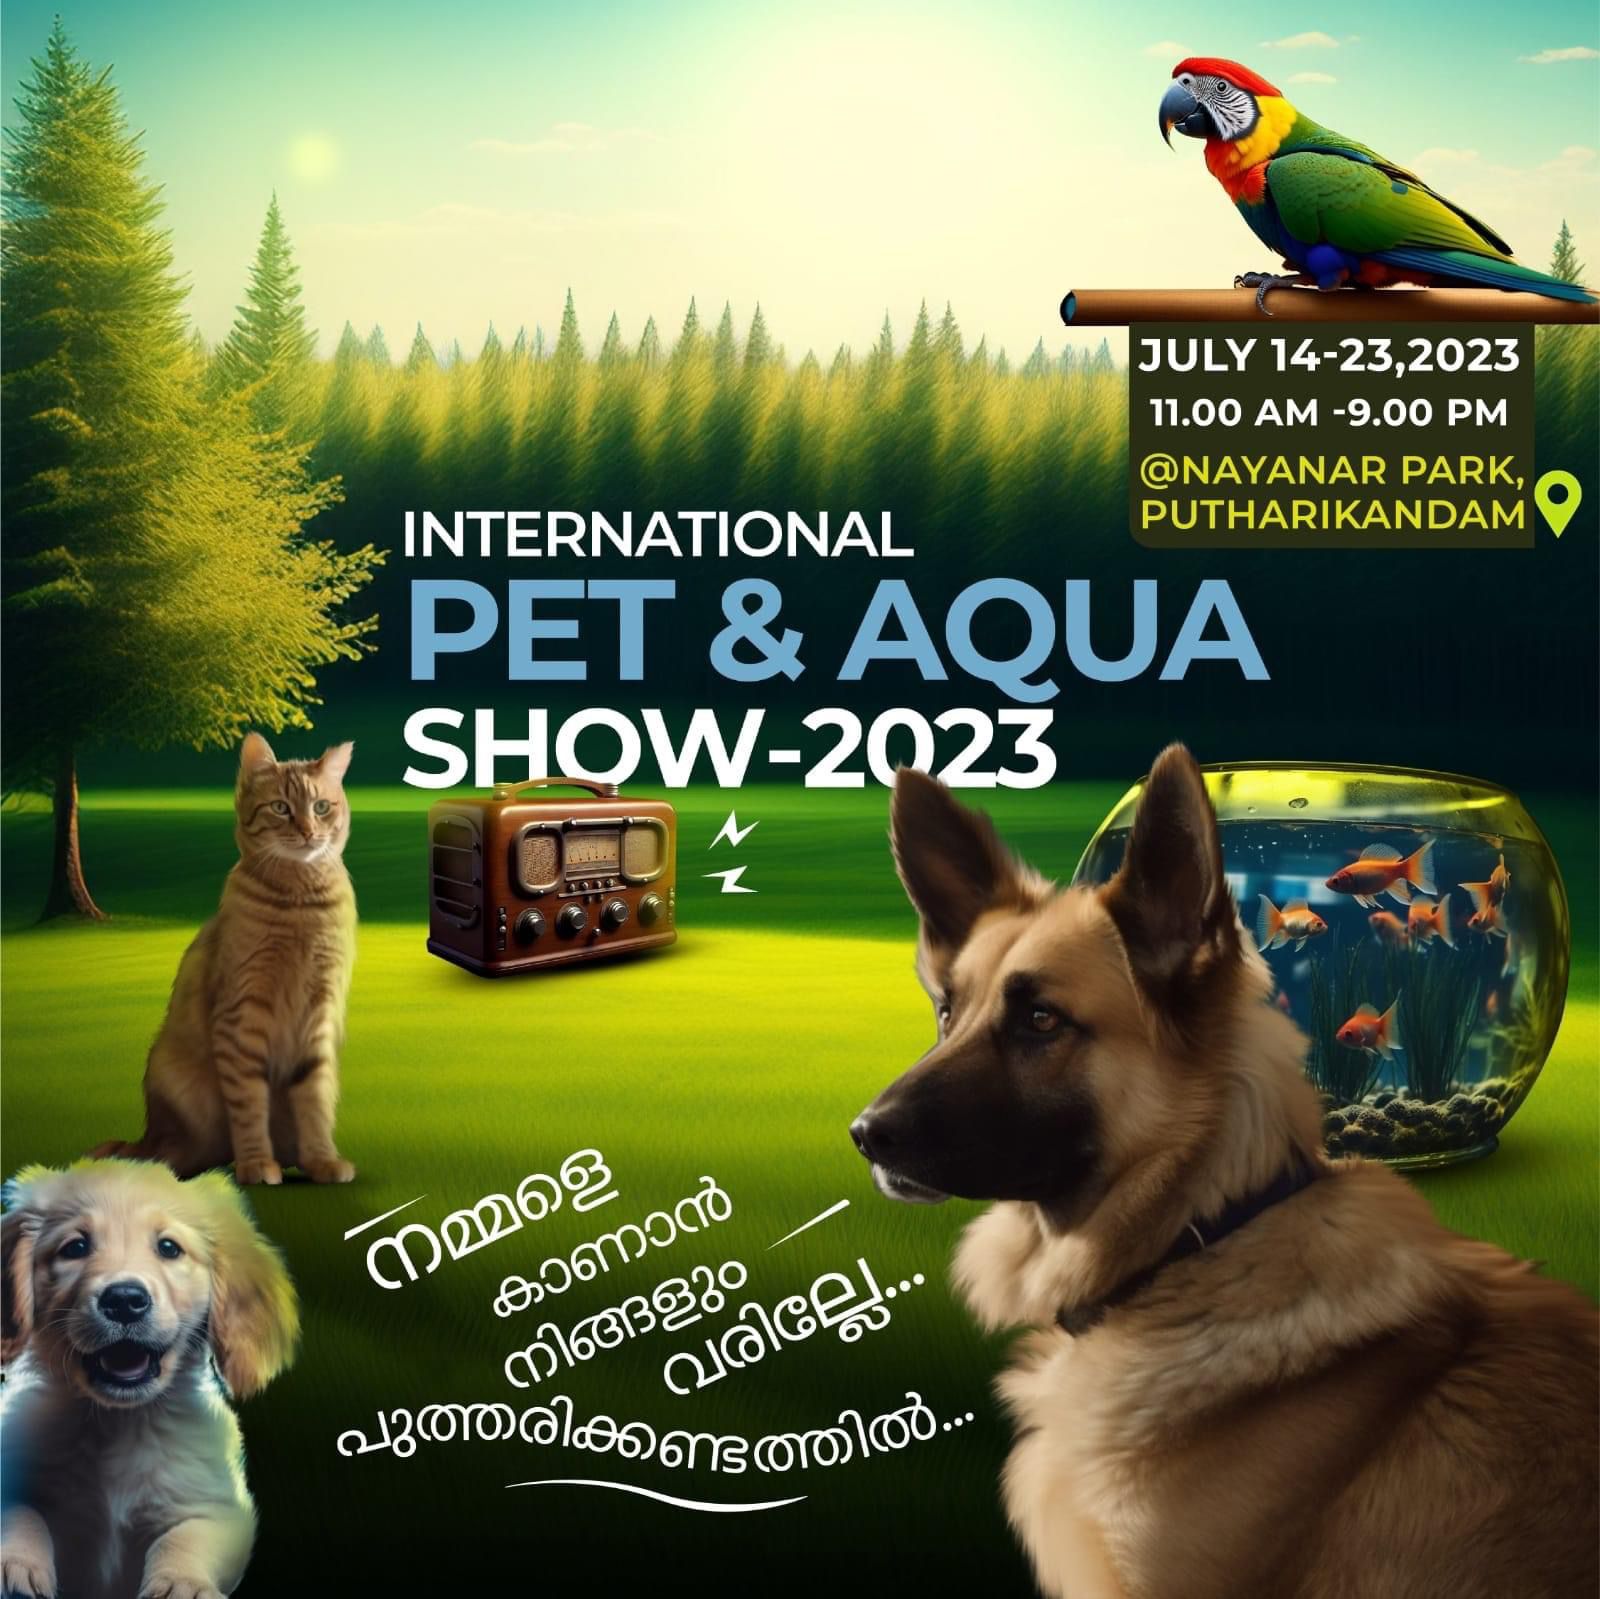 JULY 14-23,2023
11.00 AM -9.00 PM
@NAYANAR PARK,
PUTHARIKANDAM
INTERNATIONAL
PET & AQUA
SHOW-2023
നമ്മളെ
കാണാൻ
നിങ്ങളും
വരില്ലേ...
പുത്തരിക്കണ്ടത്തിൽ...